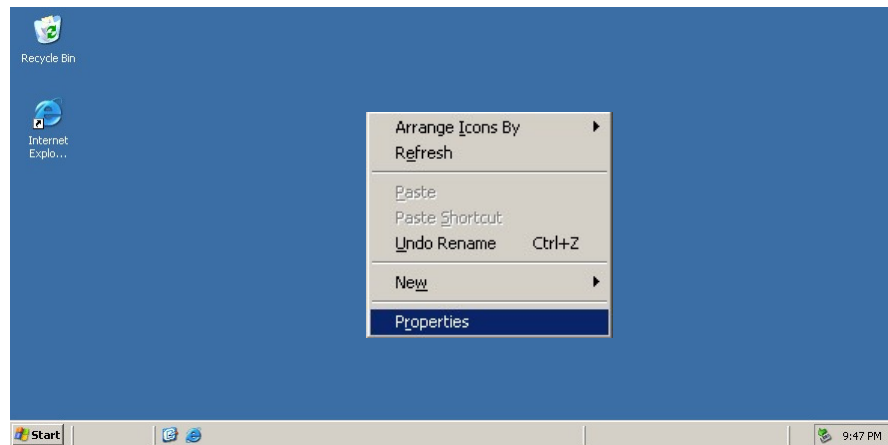 Recycle Bin
Internet
Explo...
Arrange Icons By
Refresh
Paste
Paste Shortcut
Undo Rename Ctrl+Z
New
Properties
Start
9:47 PM